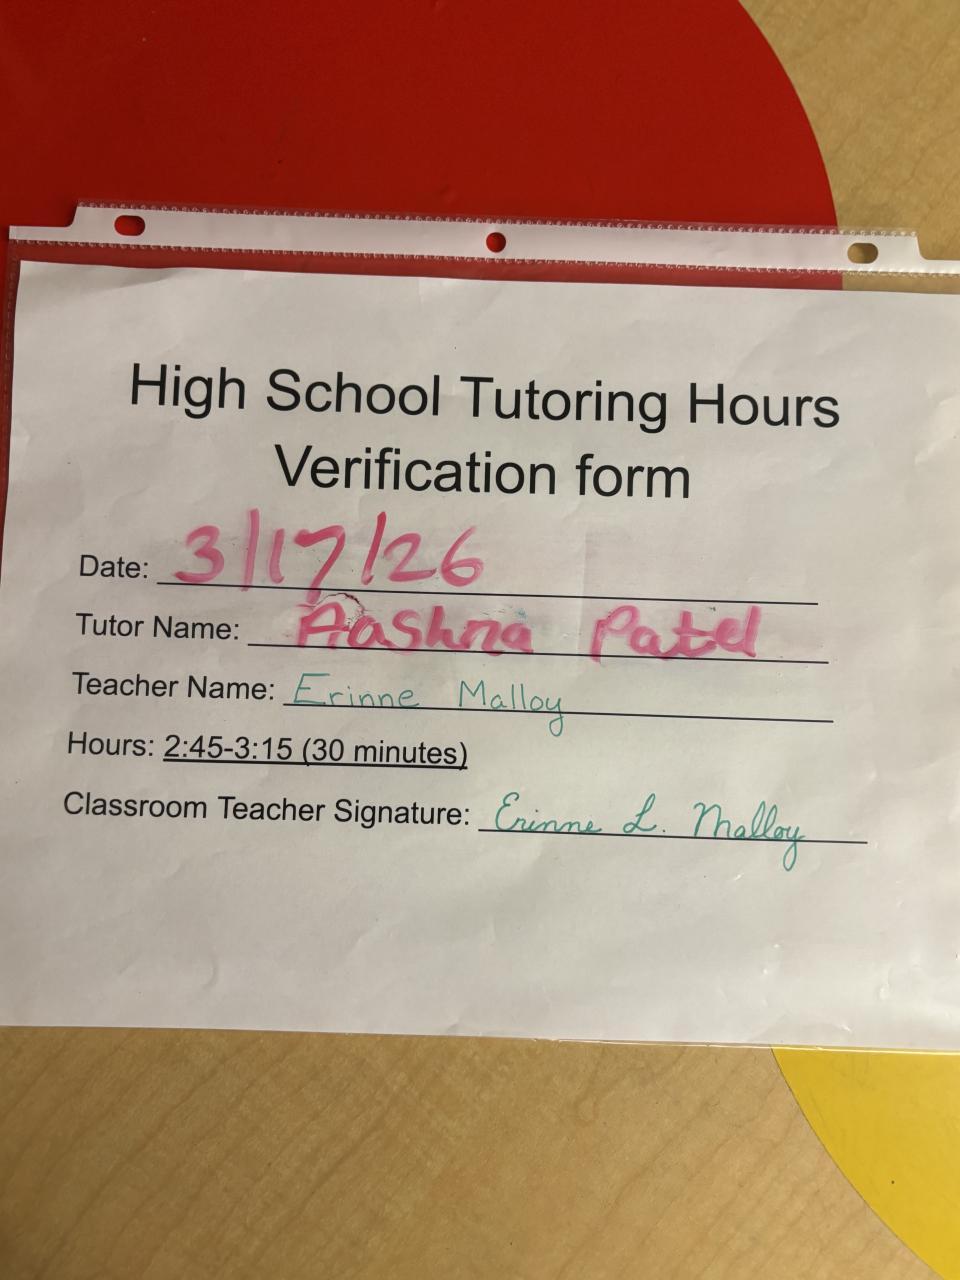 High School Tutoring Hours
Verification form
Date: 3/17/26
Tutor Name: Aashna Patel
Teacher Name: Erinne Malloy
Hours: 2:45-3:15 (30 minutes)
Classroom Teacher Signature: Erinne L. Malloy